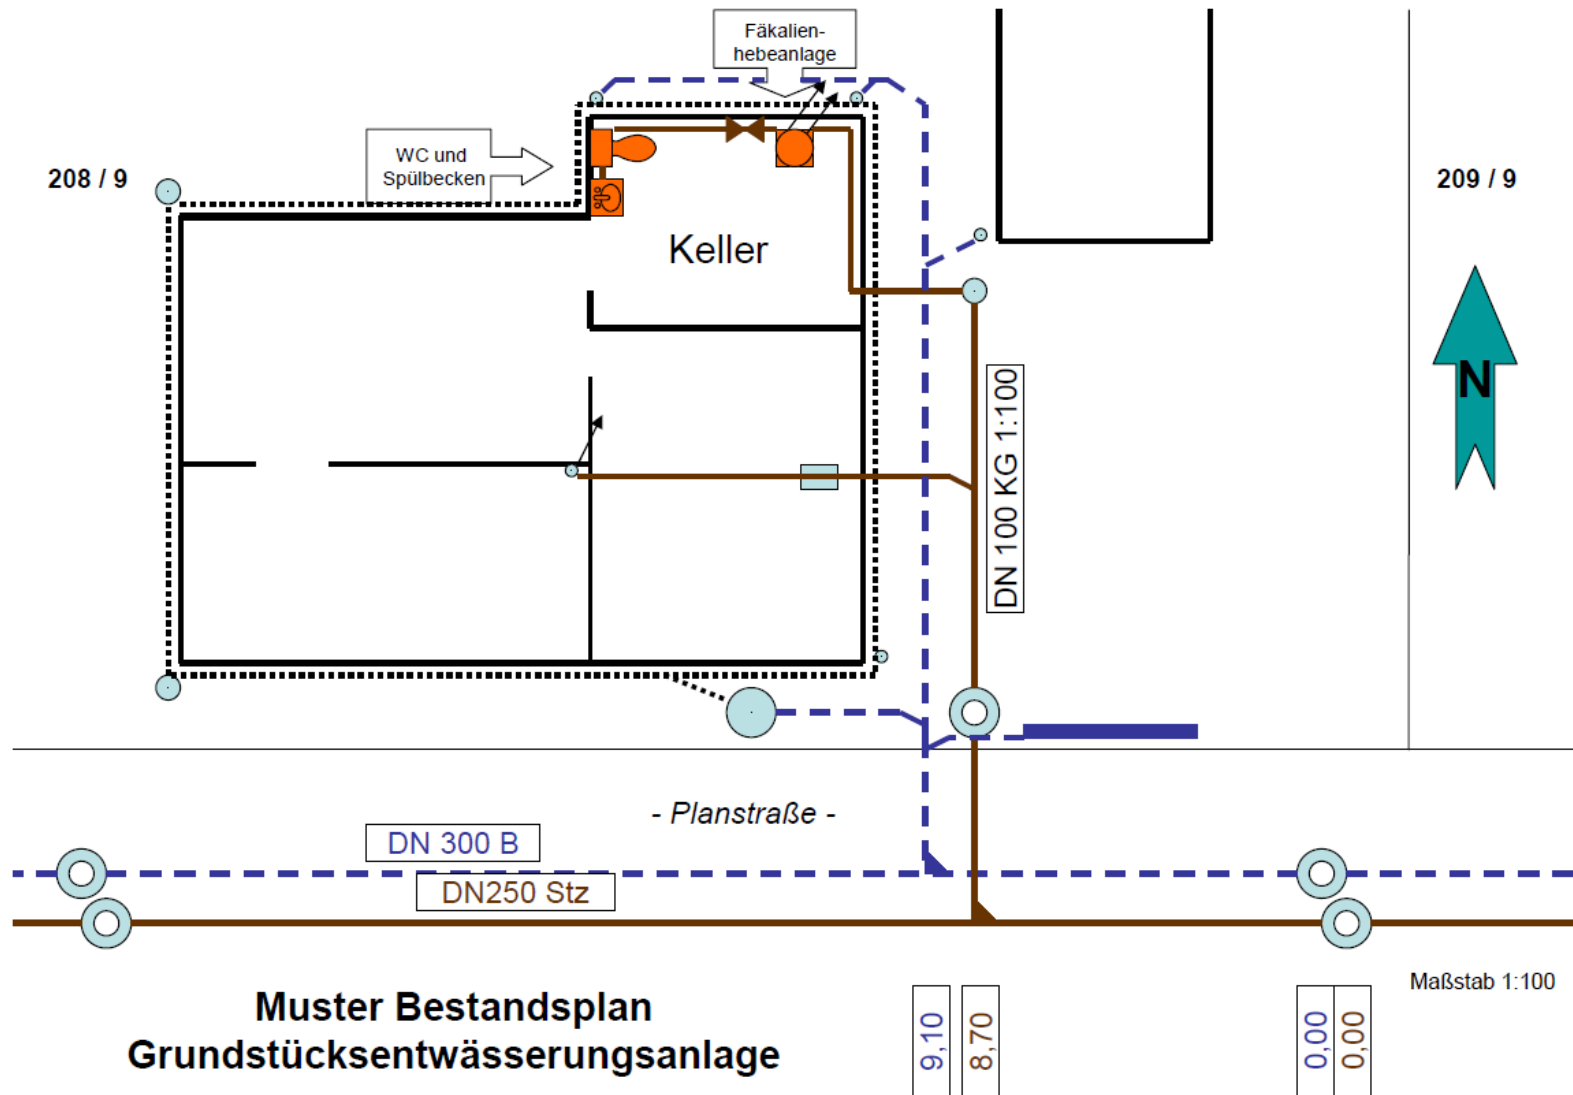 Fäkalien-
hebeanlage
WC und
Spülbecken
208 / 9
209 / 9
Keller
N
DN 100 KG 1:100
- Planstraße -
DN 300 B
DN250 Stz
Maßstab 1:100
Muster Bestandsplan
Grundstücksentwässerungsanlage
9,10
8,70
0,00
0,00